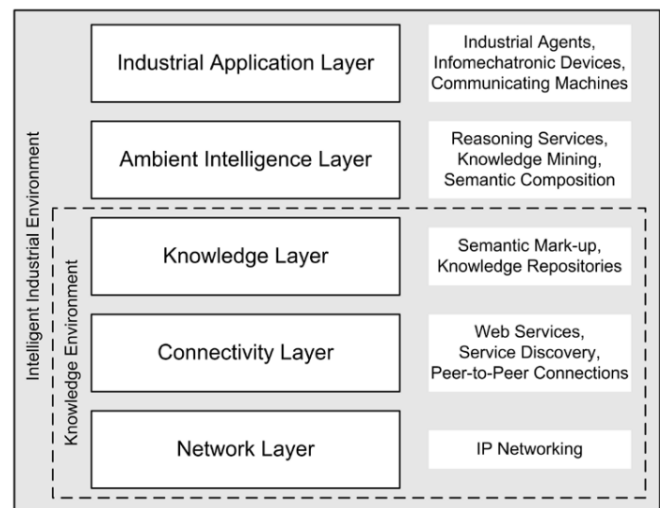 Intelligent Industrial Environment
Knowledge Environment
Industrial Application Layer
Industrial Agents,
Infomechatronic Devices,
Communicating Machines
Ambient Intelligence Layer
Reasoning Services,
Knowledge Mining,
Semantic Composition
Knowledge Layer
Semantic Mark-up,
Knowledge Repositories
Connectivity Layer
Web Services,
Service Discovery,
Peer-to-Peer Connections
Network Layer
IP Networking